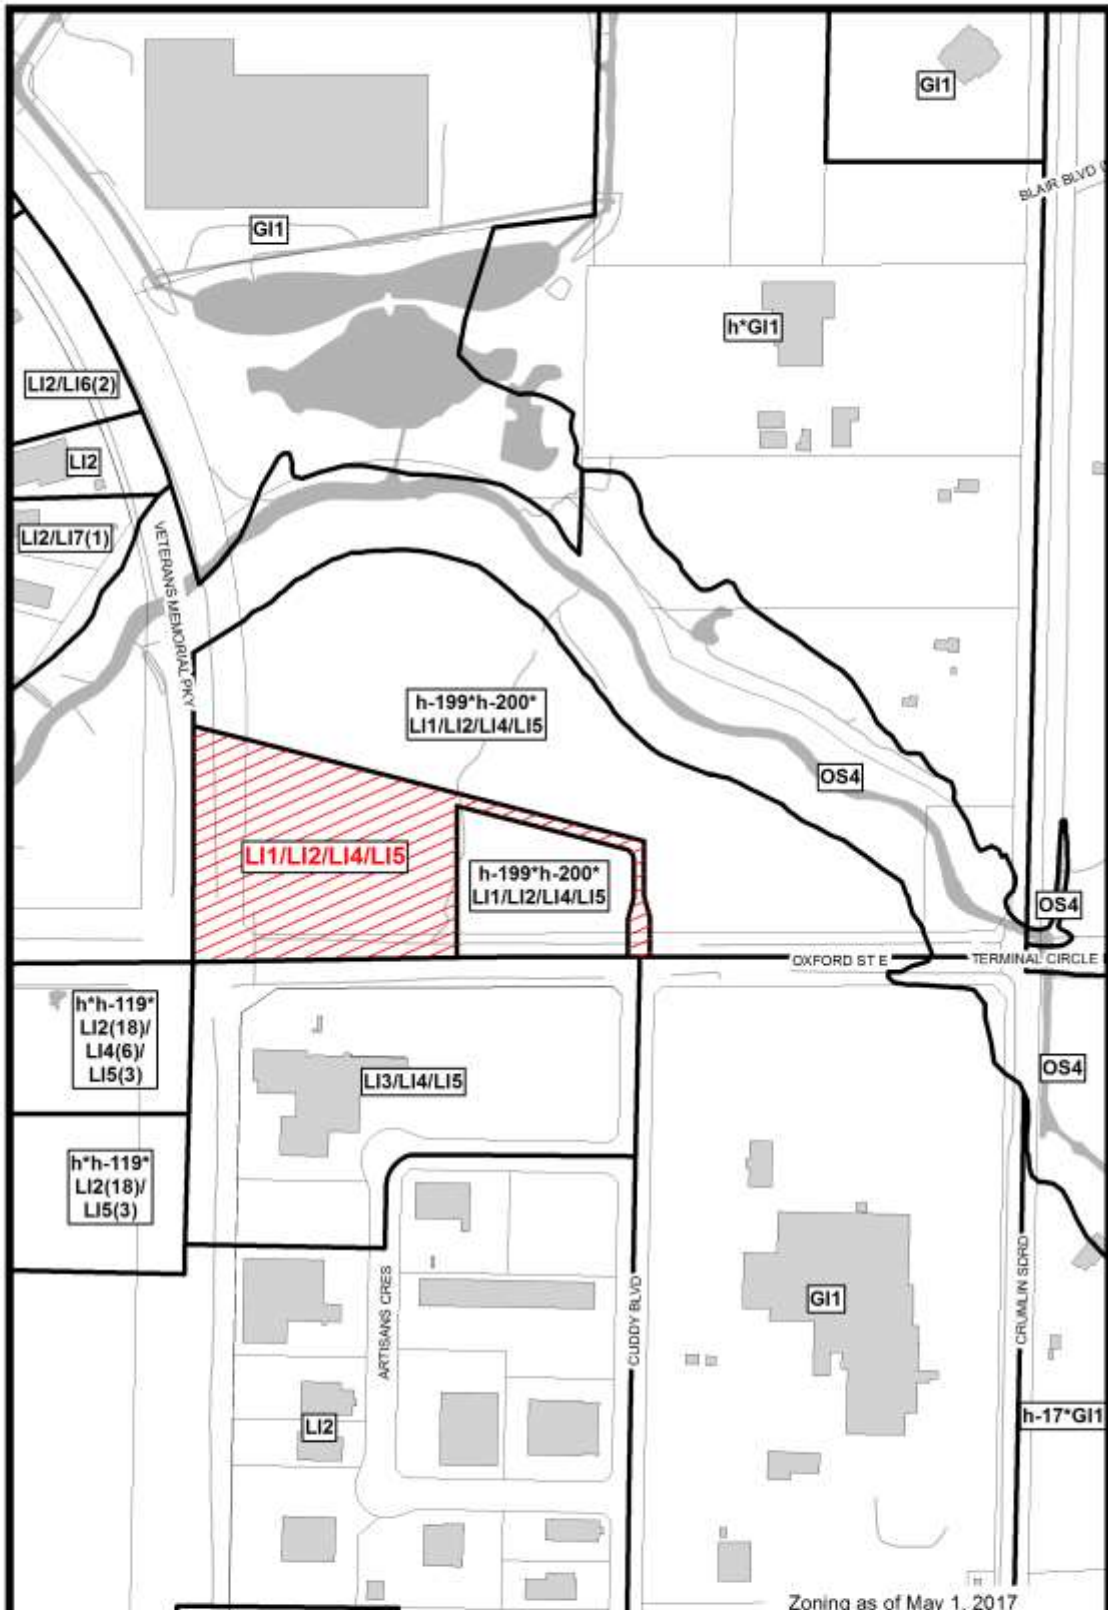 GI1
BLAIR BLVD (
GI1
h*GI1
LI2/LI6(2)
LI2
LI2/LI7(1)
VETERANS MEMORIAL PKY
h-199*h-200*
LI1/LI2/LI4/LI5
OS4
LI1/LI2/LI4/LI5
h-199*h-200*
LI1/LI2/LI4/LI5
OS4
OXFORD ST E
TERMINAL CIRCLE
h*h-119*
LI2(18)/
LI4(6)/
LI5(3)
LI3/LI4/LI5
OS4
h*h-119*
LI2(18)/
LI5(3)
ARTISANS CRES
CUDDY BLVD
GI1
CRUMLIN SDRD
LI2
h-17*GI1
Zoning as of May 1, 2017